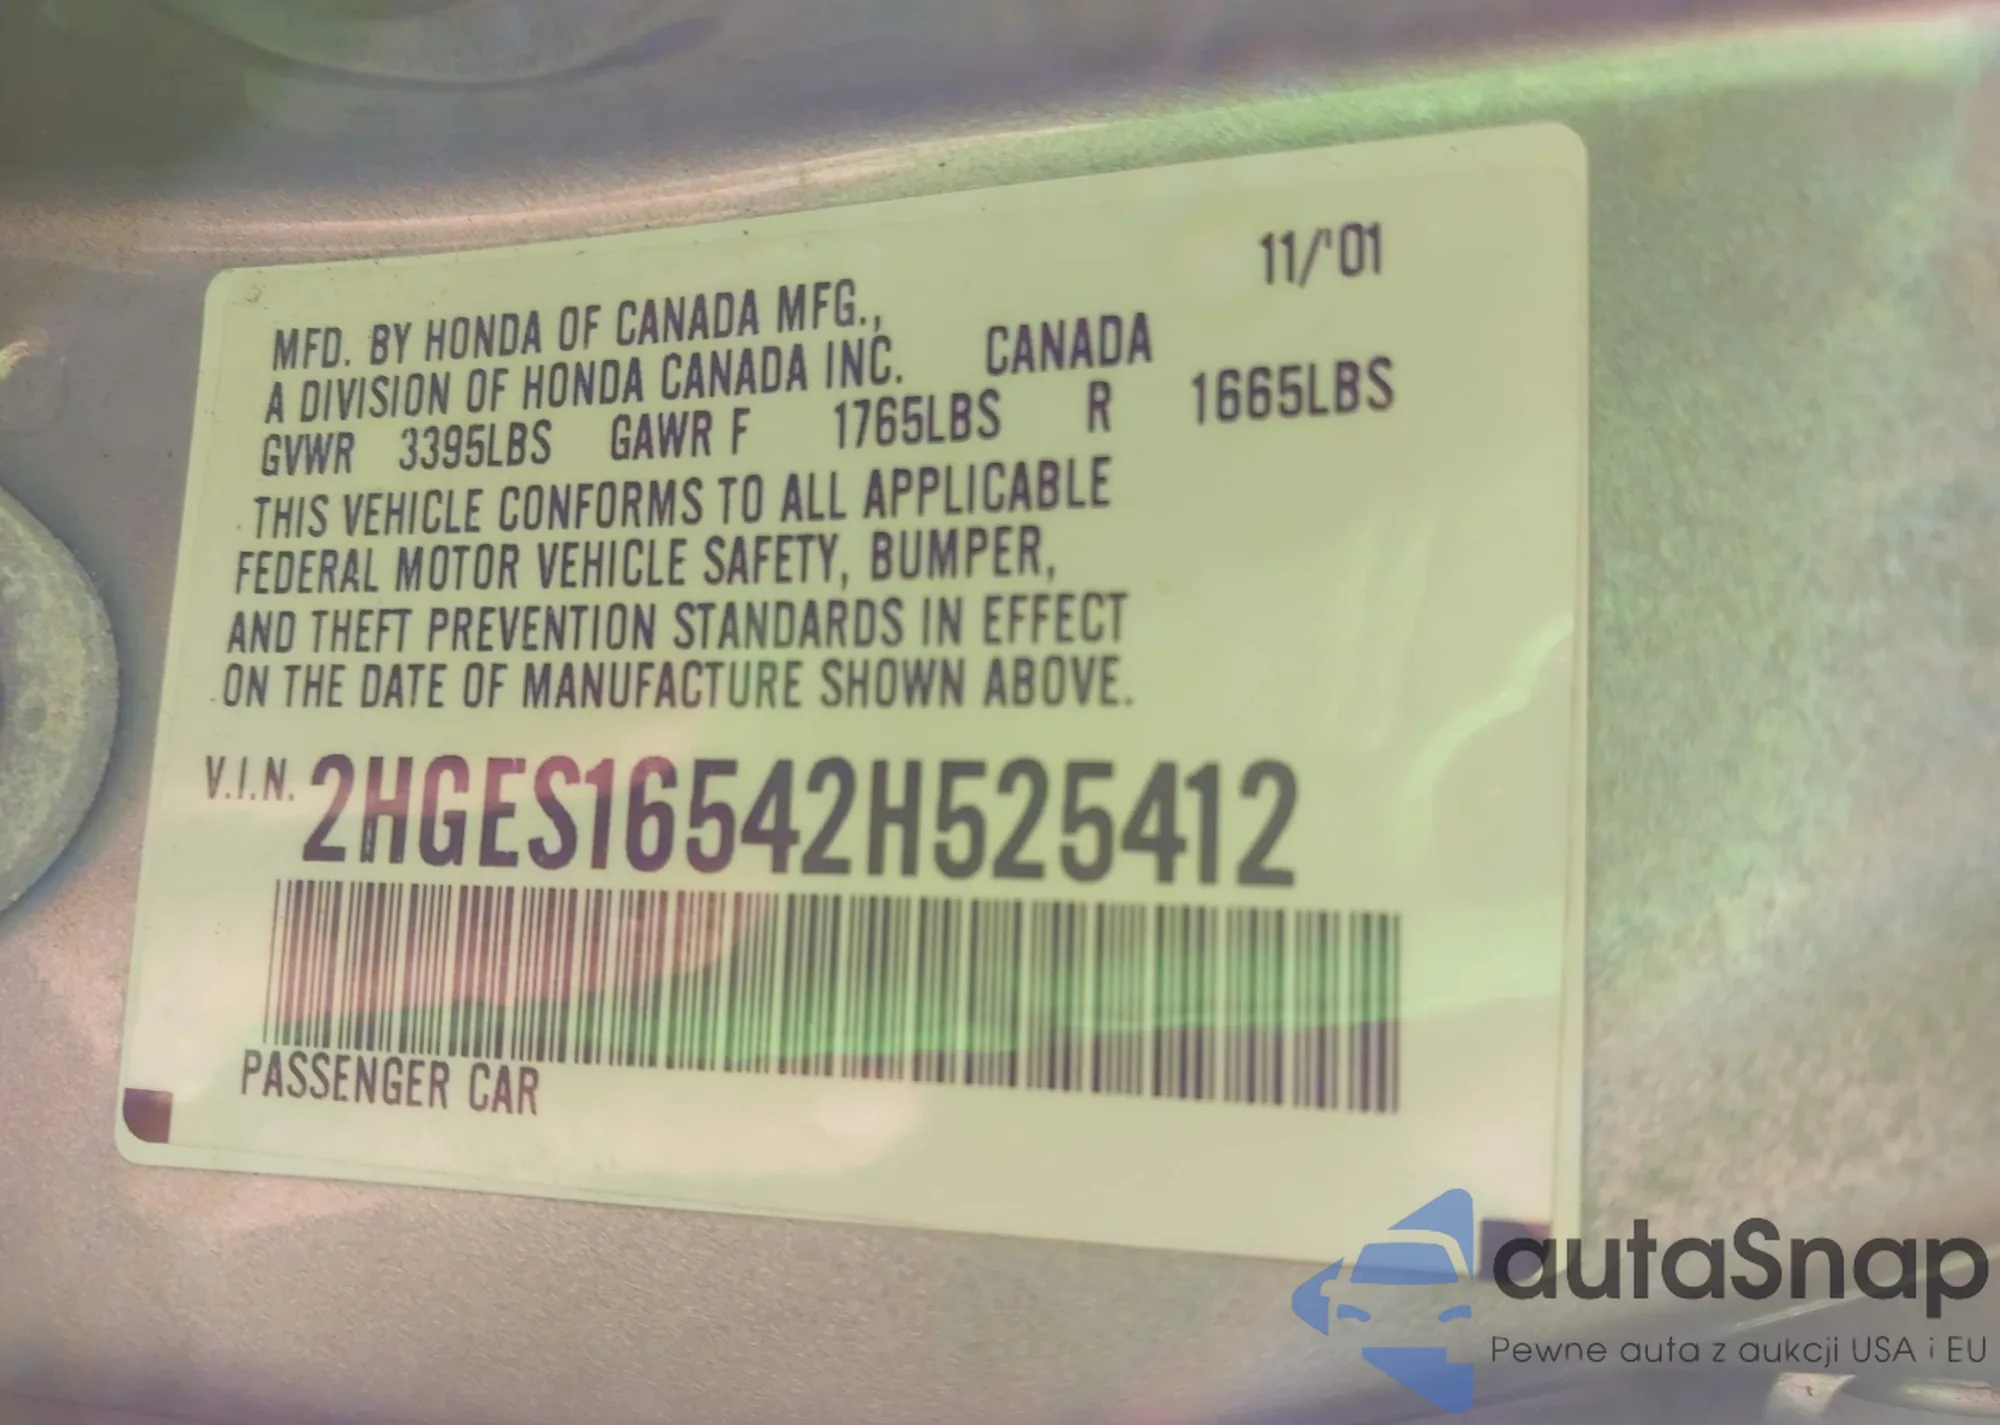 11/'01
MFD. BY HONDA OF CANADA MFG.,
A DIVISION OF HONDA CANADA INC. CANADA
GVWR 3395LBS GAWR F 1765LBS R 1665LBS
THIS VEHICLE CONFORMS TO ALL APPLICABLE
FEDERAL MOTOR VEHICLE SAFETY, BUMPER,
AND THEFT PREVENTION STANDARDS IN EFFECT
ON THE DATE OF MANUFACTURE SHOWN ABOVE.
V.I.N. 2HGES16542H525412
PASSENGER CAR
autaSnap
Pewne auta z aukcji USA i EU